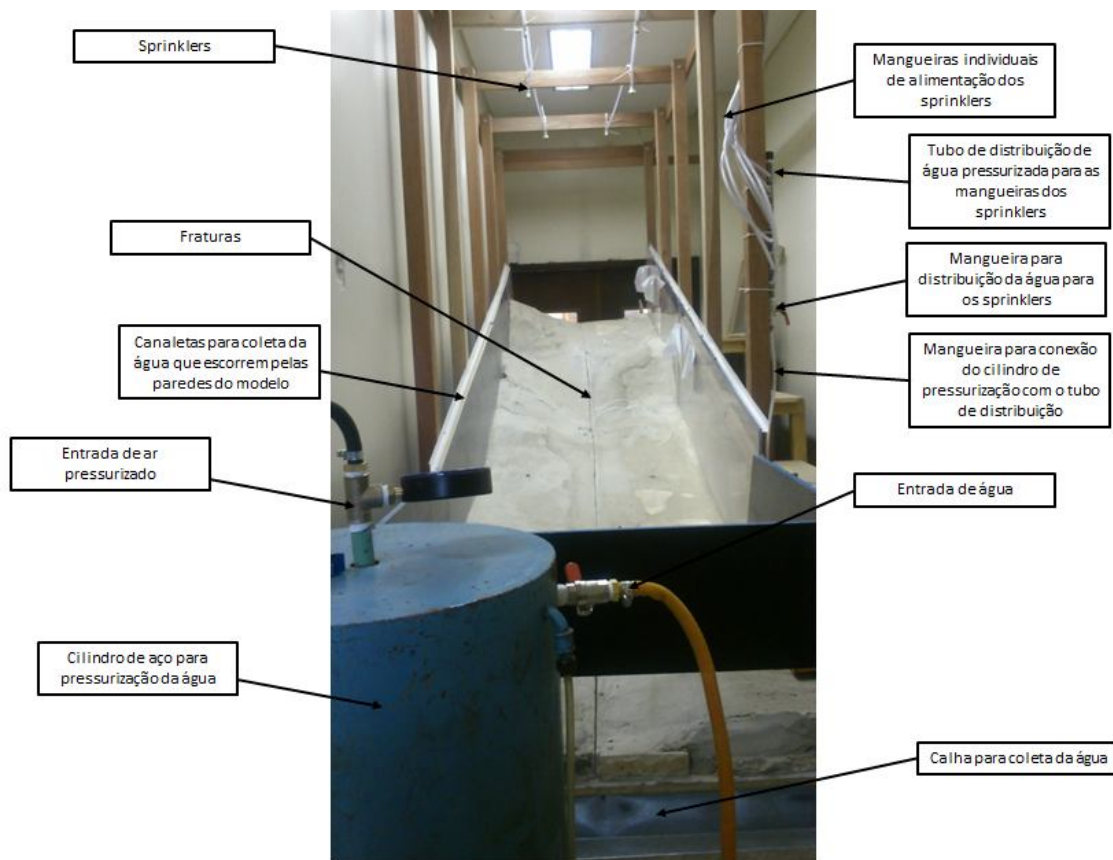 Sprinklers
Fraturas
Canaletas para coleta da
água que escorrem pelas
paredes do modelo
Entrada de ar
pressurizado
Cilindro de aço para
pressurização da água
Mangueiras individuais
de alimentação dos
sprinklers
Tubo de distribuição de
água pressurizada para as
mangueiras dos
sprinklers
Mangueira para
distribuição da água para
os sprinklers
Mangueira para conexão
do cilindro de
pressurização com o tubo
de distribuição
Entrada de água
Calha para coleta da água